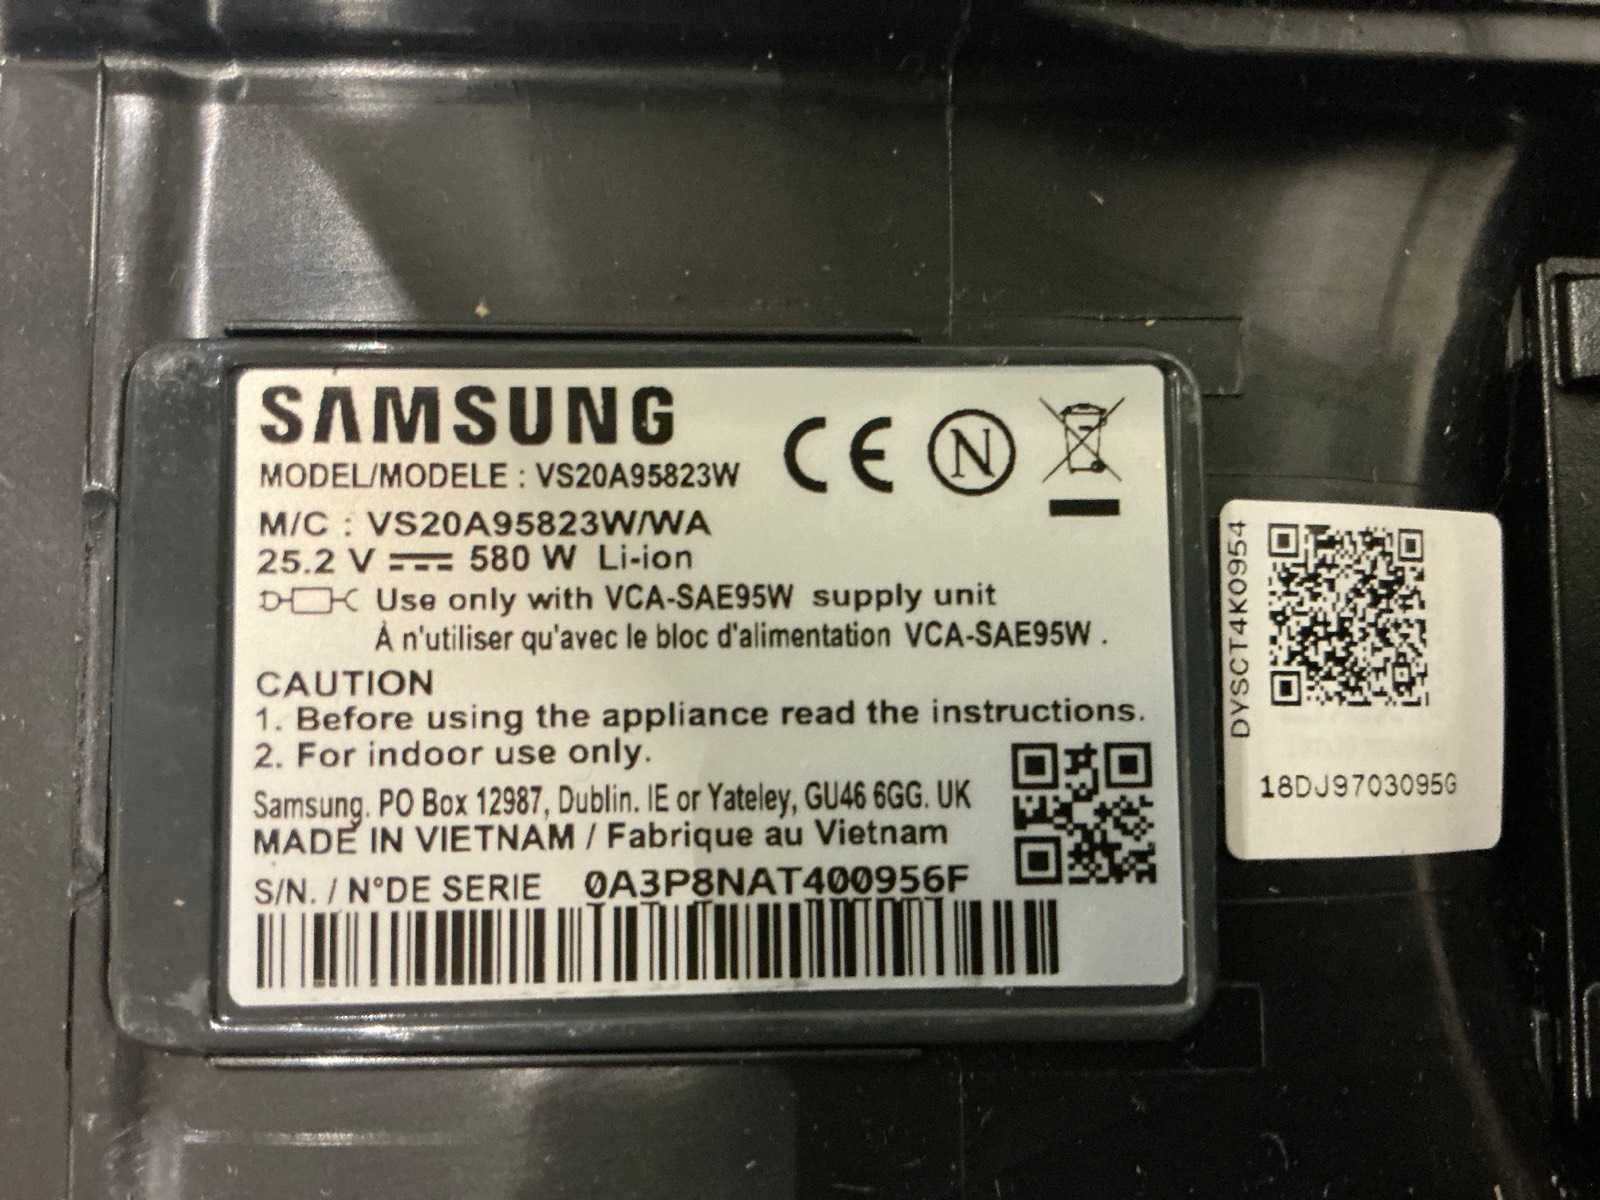 SAMSUNG
MODEL/MODELE : VS20A95823W
M/C : VS20A95823W/WA
25.2 V 580 W Li-ion
Use only with VCA-SAE95W supply unit
À n'utiliser qu'avec le bloc d'alimentation VCA-SAE95W .
CAUTION
1. Before using the appliance read the instructions.
2. For indoor use only.
Samsung. PO Box 12987, Dublin. IE or Yateley, GU46 6GG. UK
MADE IN VIETNAM / Fabrique au Vietnam
S/N. / N°DE SERIE 0A3P8NAT400956F
CE N
DYSCT4K0954
18DJ9703095G